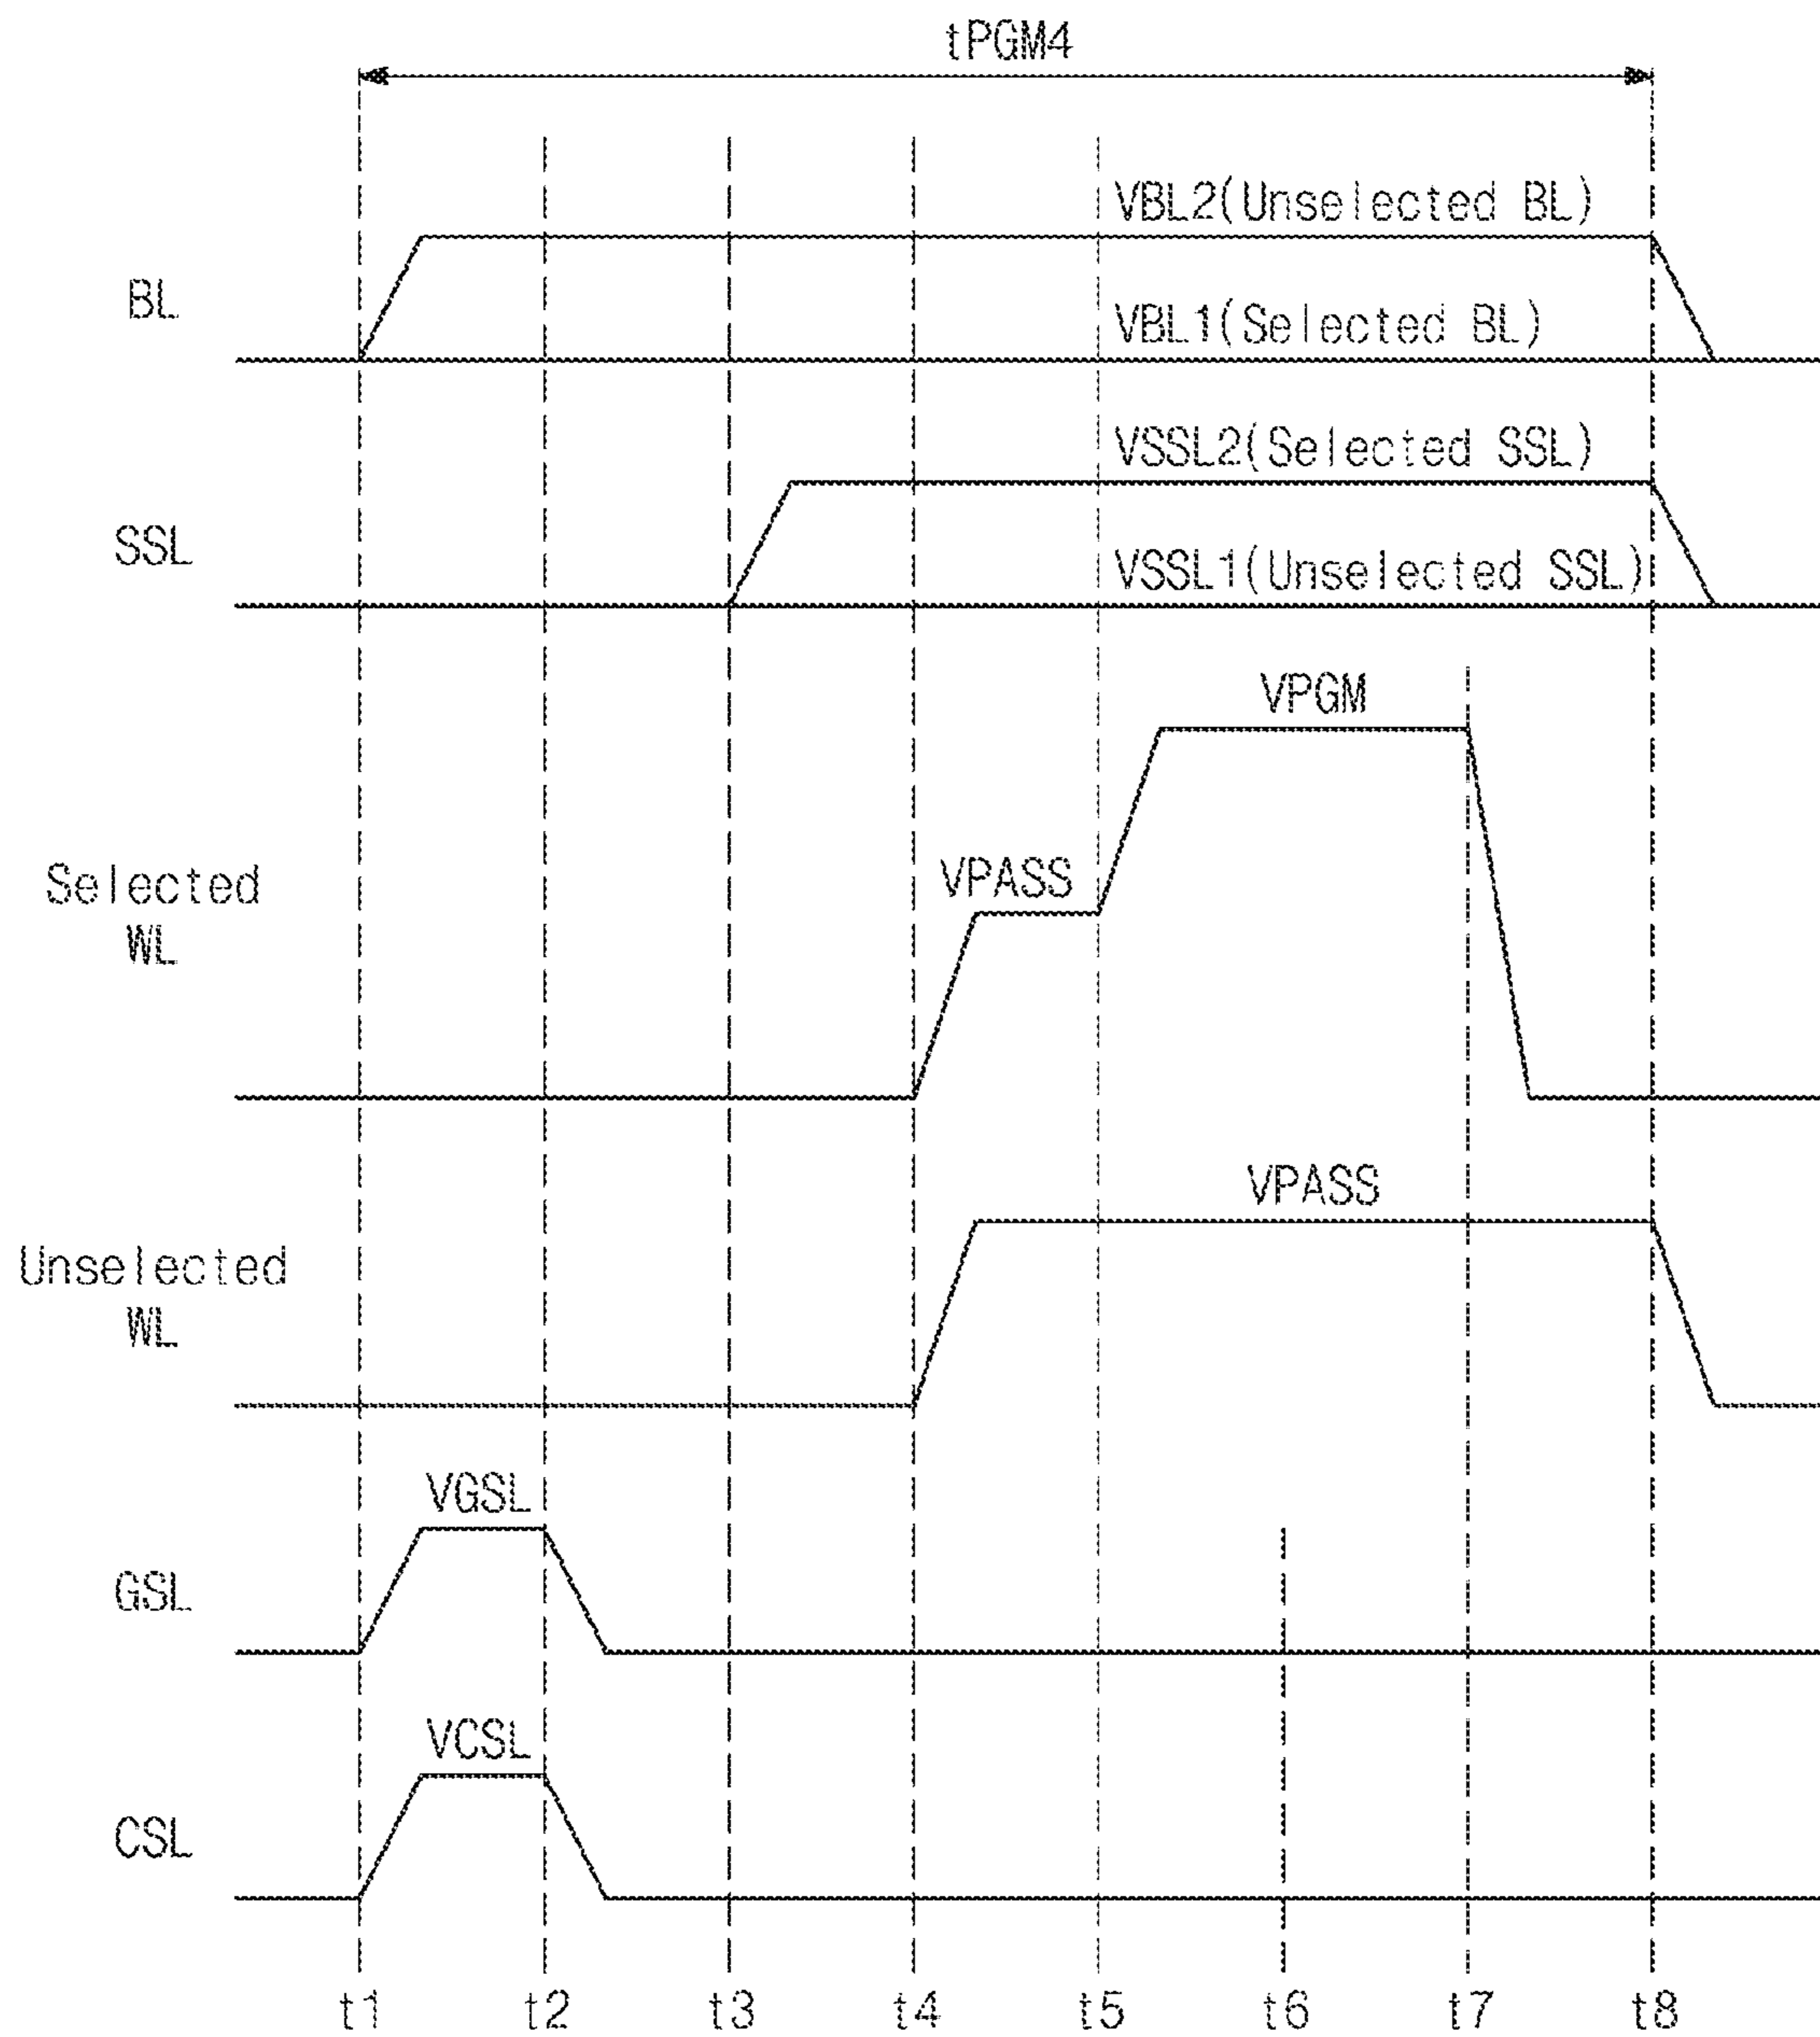 tPGM4
VBL2(Unselected BL)
BL
VBL1(Selected BL)
VSSL2(Selected SSL)
SSL
VSSL1(Unselected SSL)
VPGM
Selected
WL
VPASS
VPASS
Unselected
WL
VGSL
GSL
VCSL
CSL
t1 t2 t3 t4 t5 t6 t7 t8